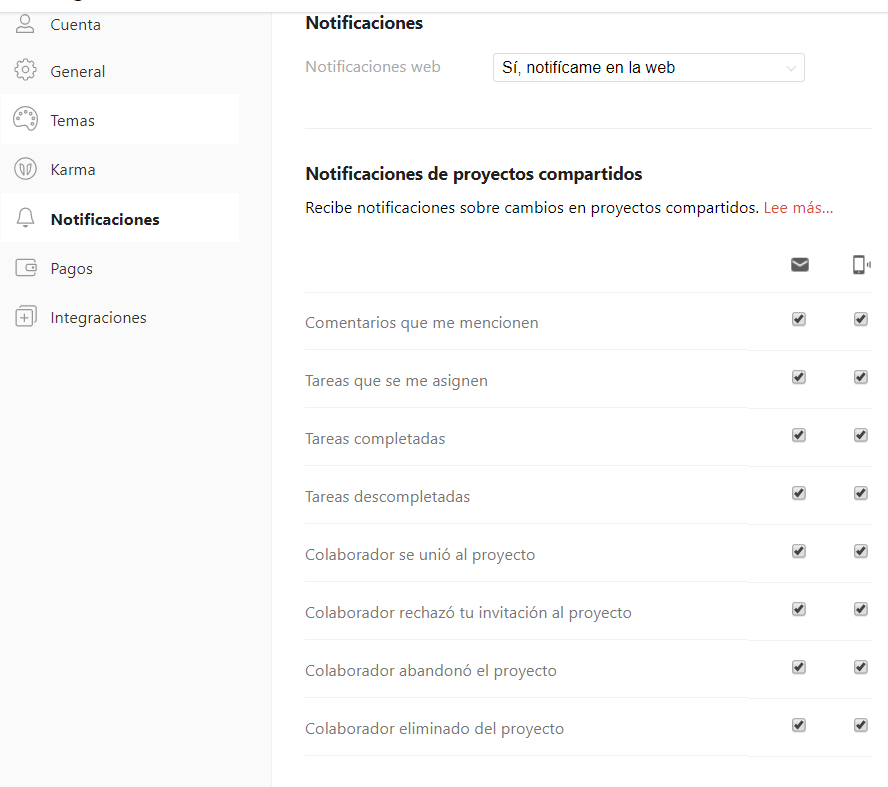 Cuenta
General
Temas
Karma
Notificaciones
Pagos
Integraciones
Notificaciones
Notificaciones web
Sí, notifícame en la web
Notificaciones de proyectos compartidos
Recibe notificaciones sobre cambios en proyectos compartidos. Lee más...
Comentarios que me mencionen
Tareas que se me asignen
Tareas completadas
Tareas descompletadas
Colaborador se unió al proyecto
Colaborador rechazó tu invitación al proyecto
Colaborador abandonó el proyecto
Colaborador eliminado del proyecto